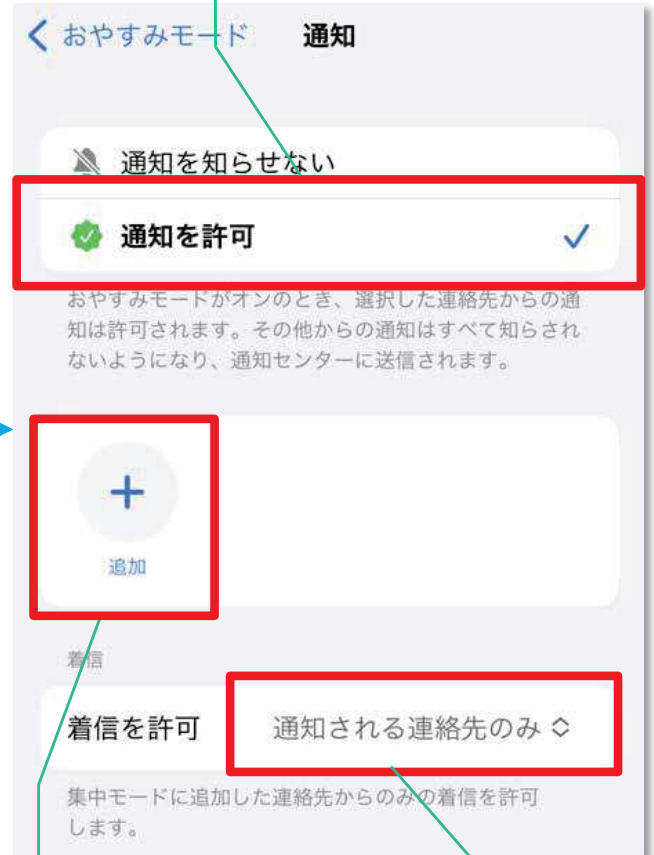 おやすみモード 通知
通知を知らせない
通知を許可
おやすみモードがオンのとき、選択した連絡先からの通
知は許可されます。その他からの通知はすべて知らされ
ないようになり、通知センターに送信されます。
追加
着信
着信を許可 通知される連絡先のみ
集中モードに追加した連絡先からのみの着信を許可
します。